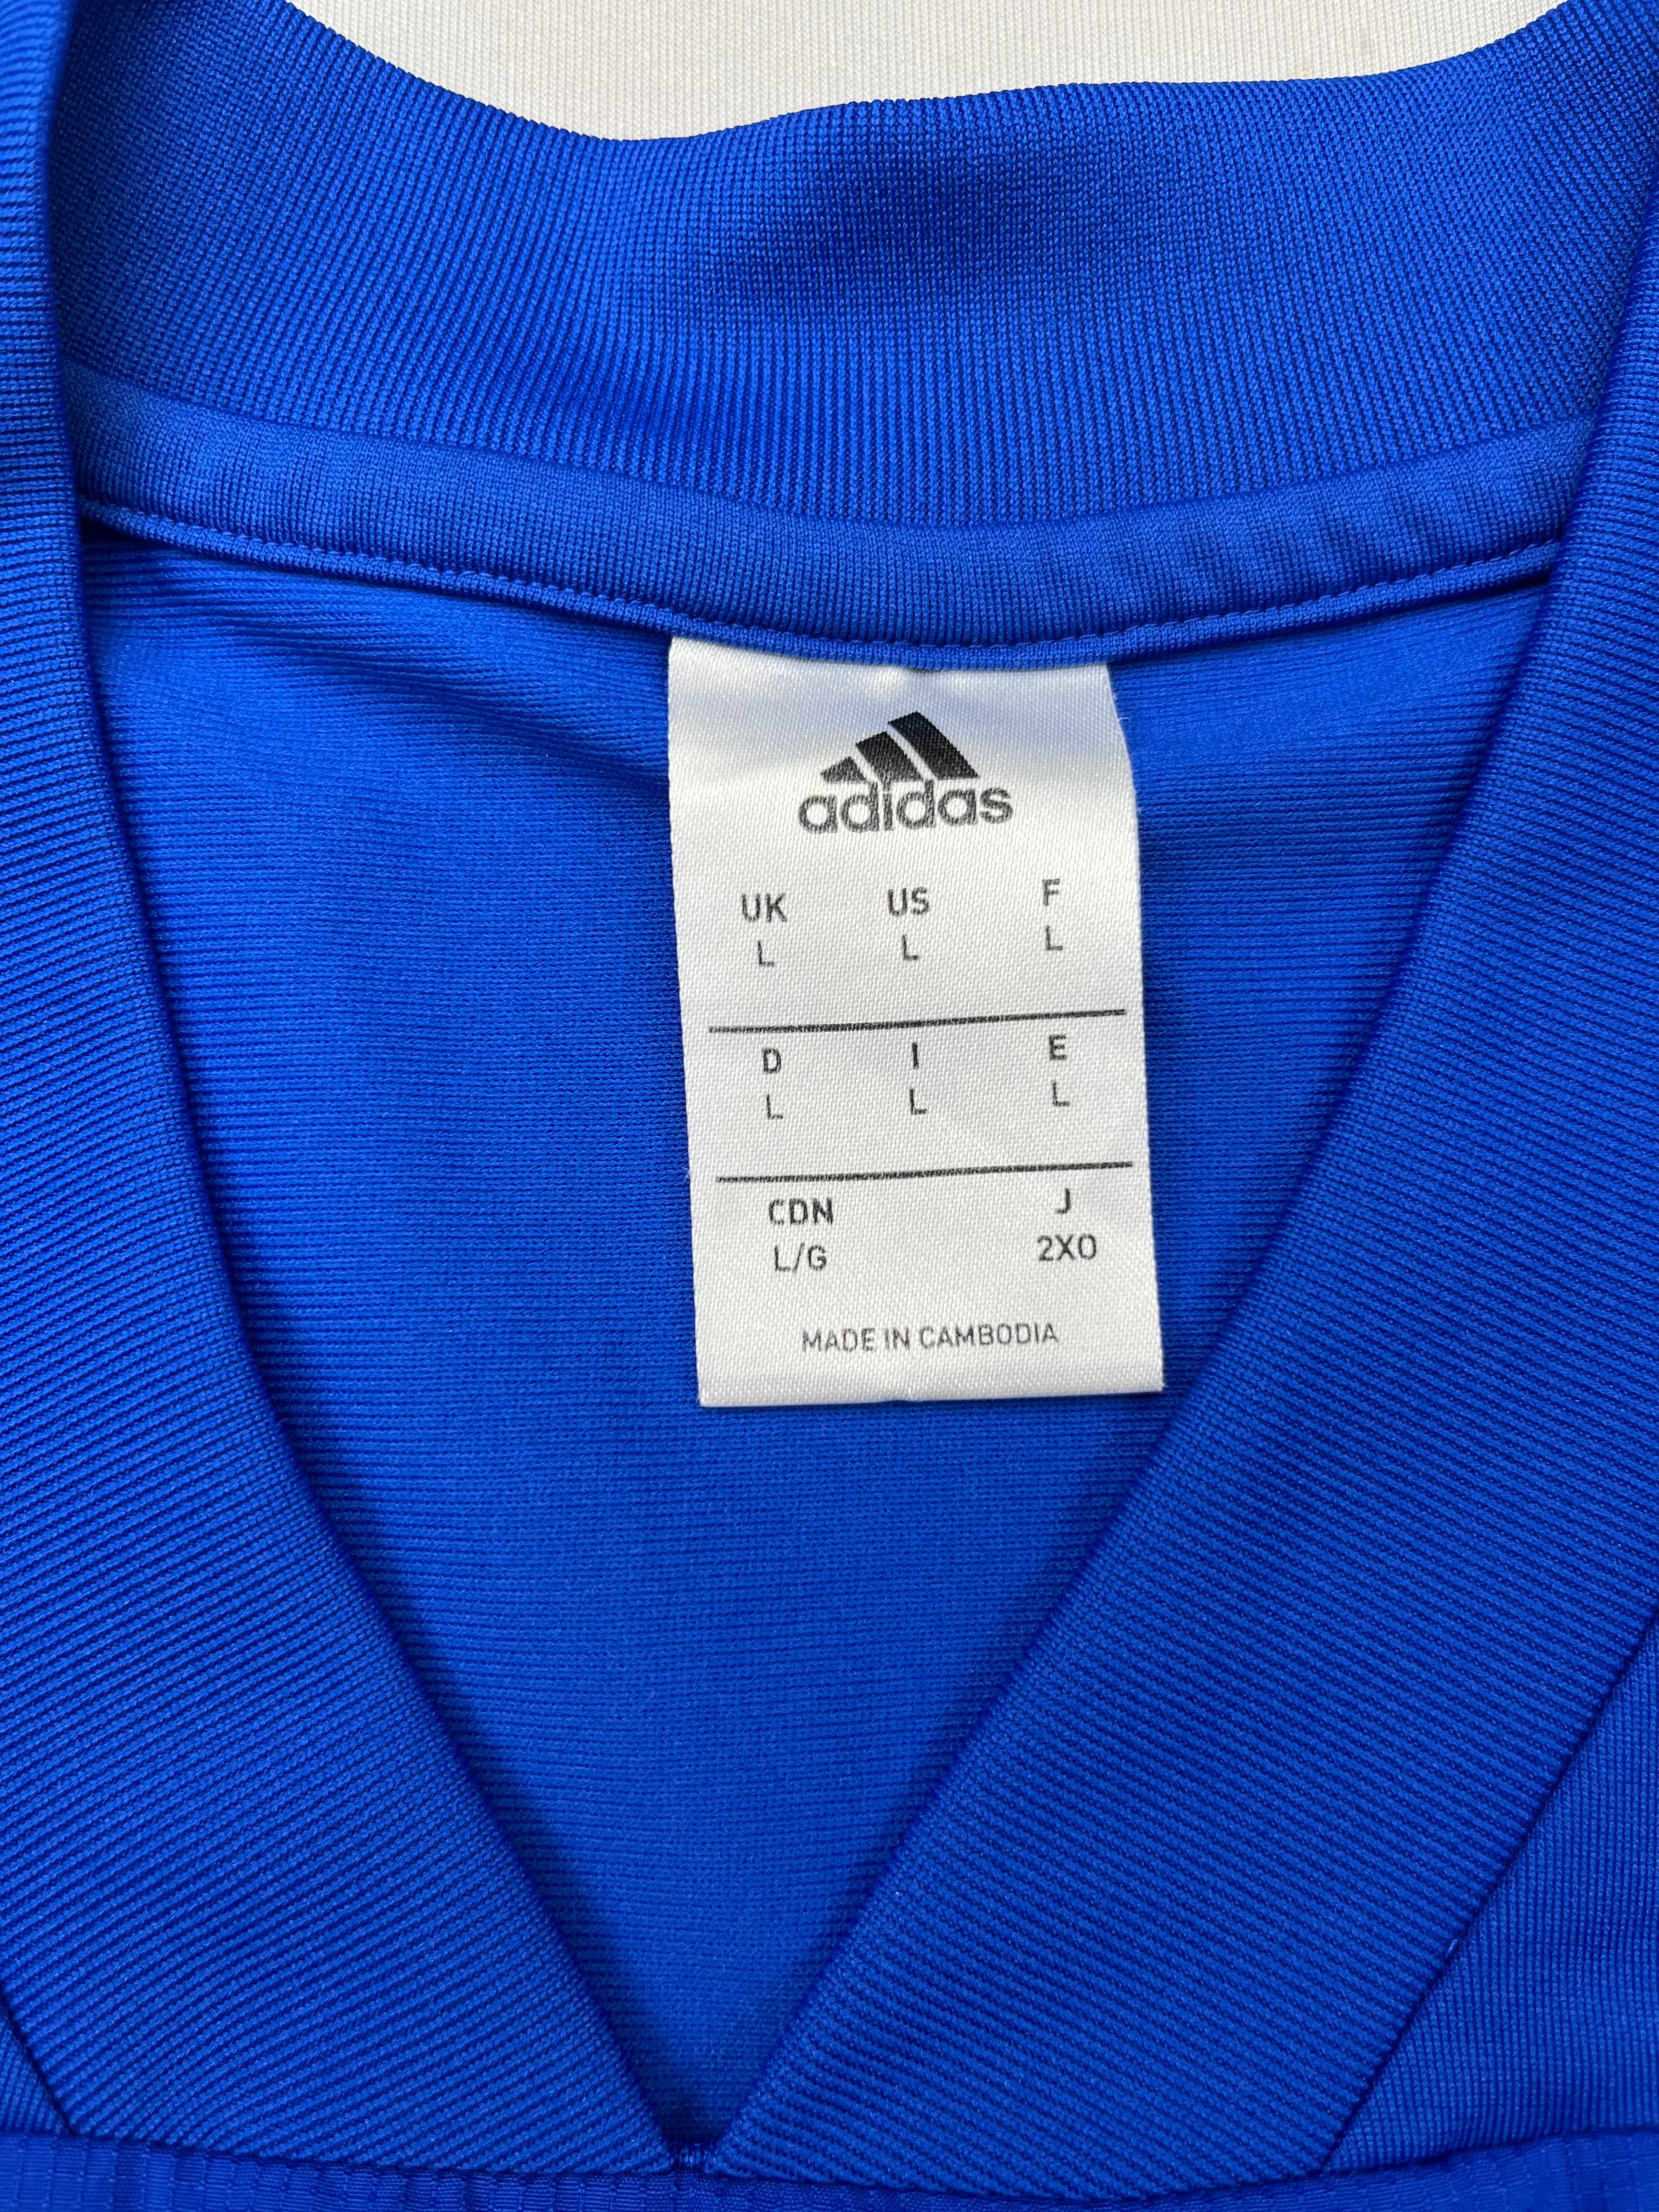 adidas
UK US F
L L L
D I E
L L L
CDN J
L/G 2XO
MADE IN CAMBODIA